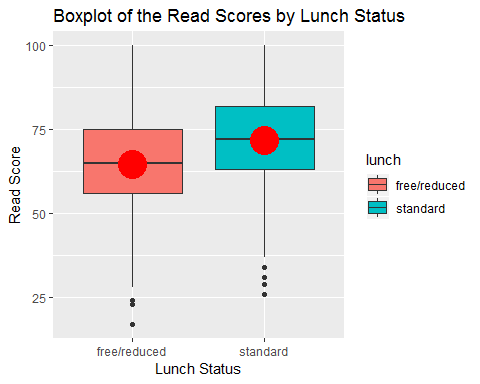 Boxplot of the Read Scores by Lunch Status
100
75
50
25
Read Score
free/reduced
standard
Lunch Status
lunch
free/reduced
standard